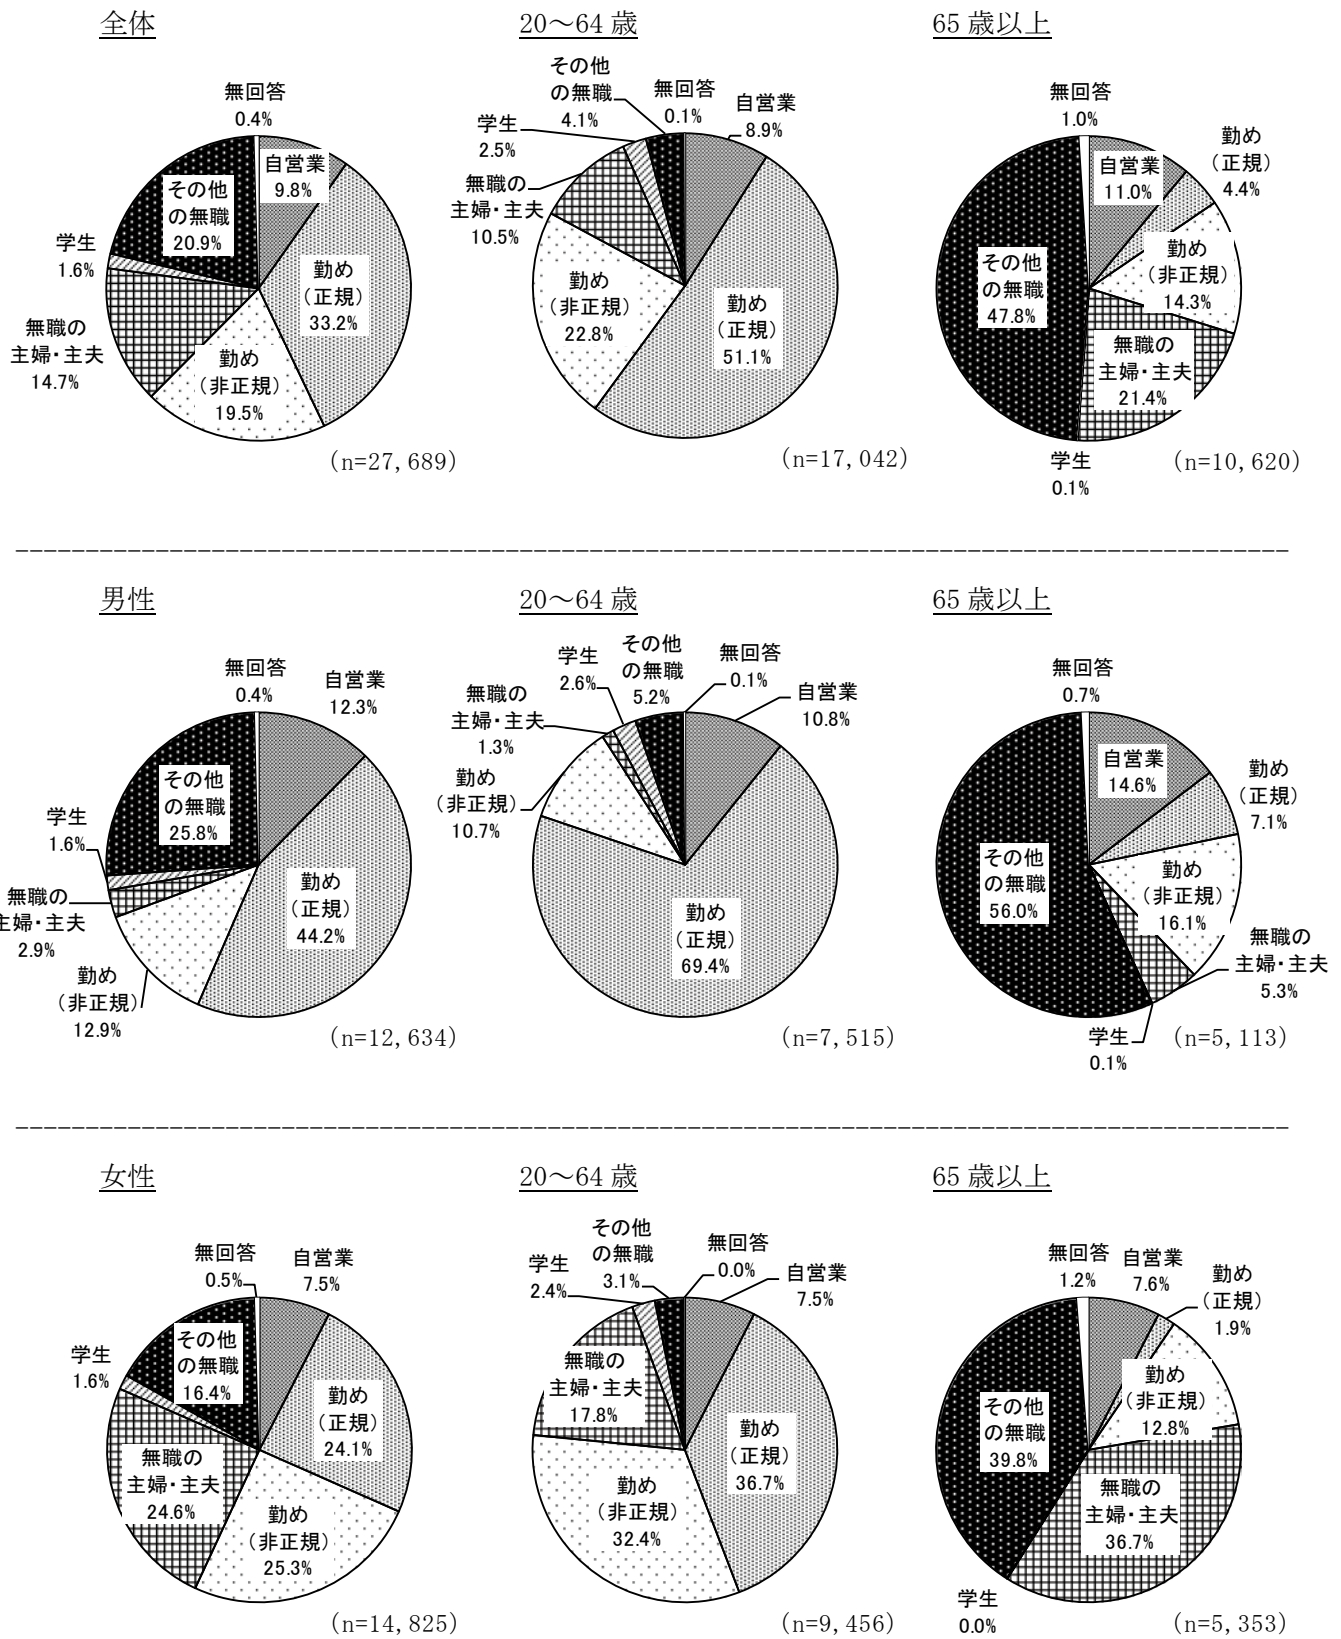 全体
無回答
0.4%
自営業
9.8%
勤め
(正規)
33.2%
勤め
(非正規)
19.5%
無職の
主婦・主夫
14.7%
学生
1.6%
その他
の無職
20.9%
(n=27,689)
20～64歳
無回答
0.1%
自営業
8.9%
勤め
(正規)
51.1%
勤め
(非正規)
22.8%
無職の
主婦・主夫
10.5%
学生
2.5%
その他
の無職
4.1%
(n=17,042)
65歳以上
無回答
1.0%
自営業
11.0%
勤め
(正規)
4.4%
勤め
(非正規)
14.3%
無職の
主婦・主夫
21.4%
学生
0.1%
その他
の無職
47.8%
(n=10,620)
男性
無回答
0.4%
自営業
12.3%
勤め
(正規)
44.2%
勤め
(非正規)
12.9%
無職の
主婦・主夫
2.9%
学生
1.6%
その他
の無職
25.8%
(n=12,634)
20～64歳
無回答
0.1%
自営業
10.8%
勤め
(正規)
69.4%
勤め
(非正規)
10.7%
無職の
主婦・主夫
1.3%
学生
2.6%
その他
の無職
5.2%
(n=7,515)
65歳以上
無回答
0.7%
自営業
14.6%
勤め
(正規)
7.1%
勤め
(非正規)
16.1%
無職の
主婦・主夫
5.3%
学生
0.1%
その他
の無職
56.0%
(n=5,113)
女性
無回答
0.5%
自営業
7.5%
勤め
(正規)
24.1%
勤め
(非正規)
25.3%
無職の
主婦・主夫
24.6%
学生
1.6%
その他
の無職
16.4%
(n=14,825)
20～64歳
無回答
0.0%
自営業
7.5%
勤め
(正規)
36.7%
勤め
(非正規)
32.4%
無職の
主婦・主夫
17.8%
学生
2.4%
その他
の無職
3.1%
(n=9,456)
65歳以上
無回答
1.2%
自営業
7.6%
勤め
(正規)
1.9%
勤め
(非正規)
12.8%
無職の
主婦・主夫
36.7%
学生
0.0%
その他
の無職
39.8%
(n=5,353)